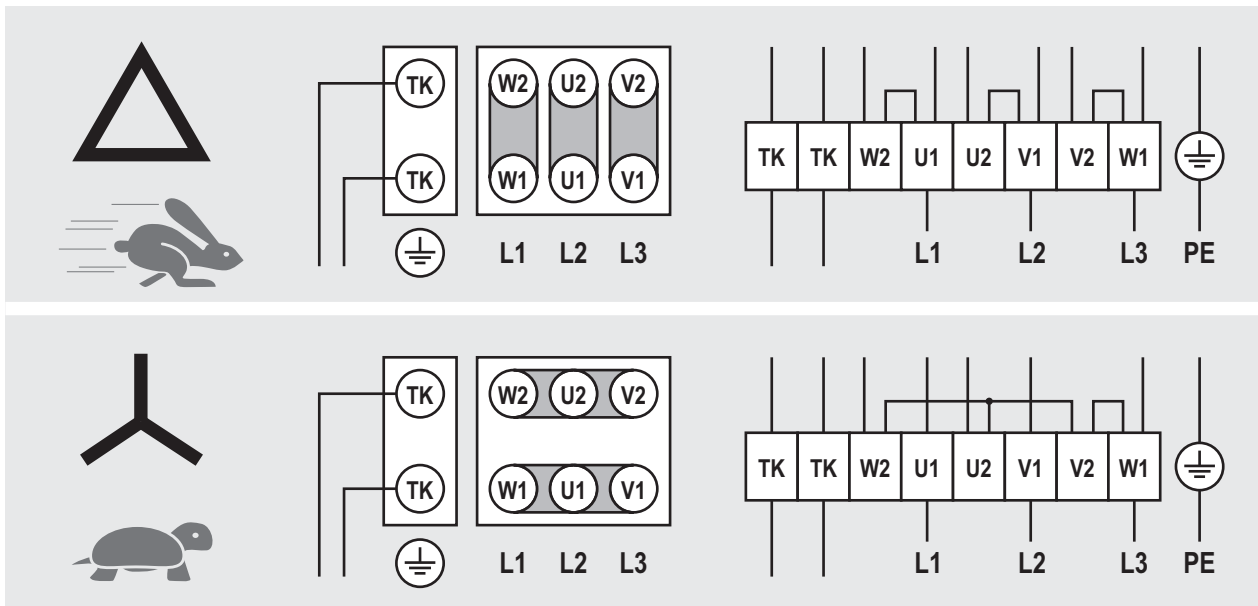 TK W2 U2 V2
TK W1 U1 V1
L1 L2 L3
TK TK W2 U1 U2 V1 V2 W1
L1 L2 L3 PE
TK W2 U2 V2
TK W1 U1 V1
L1 L2 L3
TK TK W2 U1 U2 V1 V2 W1
L1 L2 L3 PE